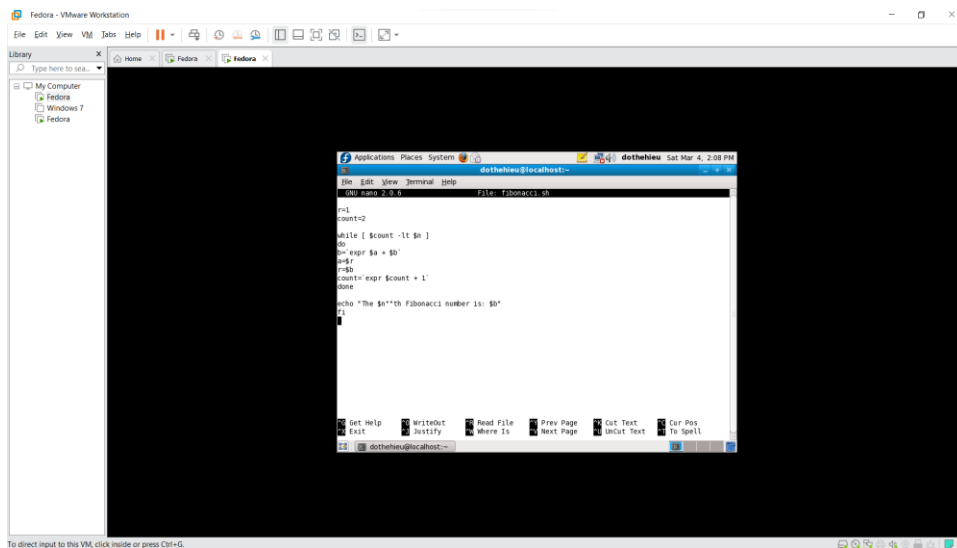 Fedora - VMware Workstation
File Edit View VM Tabs Help
Library
Type here to sea...
Home
Fedora
Fedora
My Computer
Fedora
Windows 7
Fedora
Applications Places System
dothehieu Sat Mar 4, 2:08 PM
dothehieu@localhost:~
File Edit View Terminal Help
GNU nano 2.0.6 File: fibonacci.sh
r=1
count=2
while [ $count -lt $n ]
do
b=`expr $a + $b`
a=$r
r=$b
count=`expr $count + 1`
done
echo "The $n**th Fibonacci number is: $b"
fi
^G Get Help ^O WriteOut ^R Read File ^Y Prev Page ^K Cut Text ^C Cur Pos
^X Exit ^J Justify ^W Where Is ^V Next Page ^U UnCut Text ^T To Spell
dothehieu@localhost:~
To direct input to this VM, click inside or press Ctrl+G.